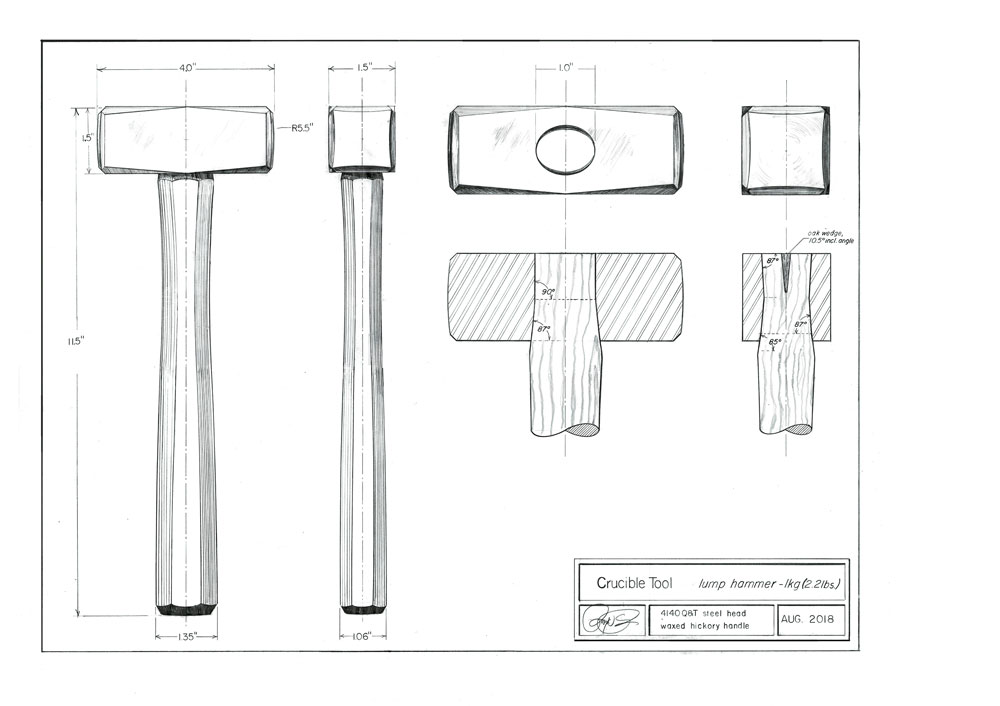 4.0"
1.5"
1.0"
1.5"
R5.5"
11.5"
oak wedge,
10.5° incl. angle
87°
90°
87°
87°
85°
1.35"
1.06"
Crucible Tool
lump hammer - 1kg (2.2lbs.)
4140 Q&T steel head
waxed hickory handle
AUG. 2018